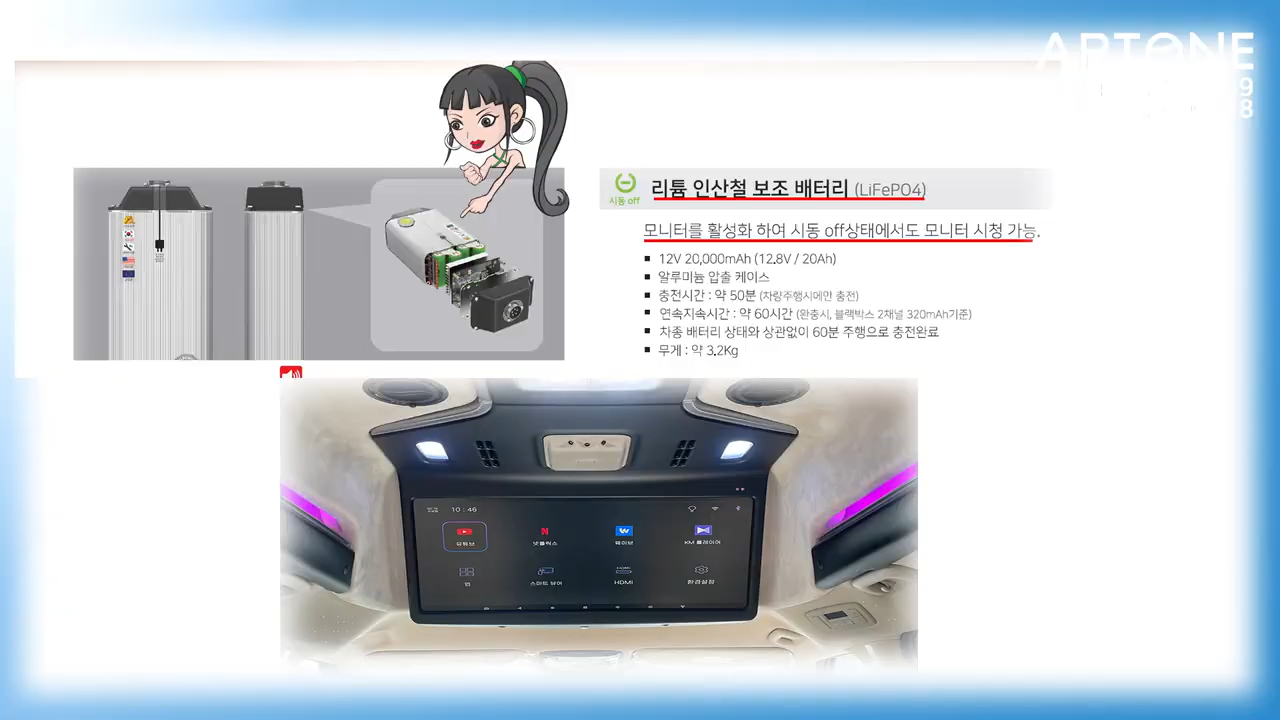 ARTONE
9
8
시동 off
리튬 인산철 보조 배터리 (LiFePO4)
모니터를 활성화 하여 시동 off상태에서도 모니터 시청 가능.
12V 20,000mAh (12.8V / 20Ah)
알루미늄 압출 케이스
충전시간 : 약 50분 (차량주행시에만 충전)
연속지속시간 : 약 60시간 (완충시, 블랙박스 2채널 320mAh기준)
차종 배터리 상태와 상관없이 60분 주행으로 충전완료
무게 : 약 3.2Kg
10 : 46
유튜브
넷플릭스
웨이브
KM 플레이어
앱
스마트 뷰어
HDMI
환경설정